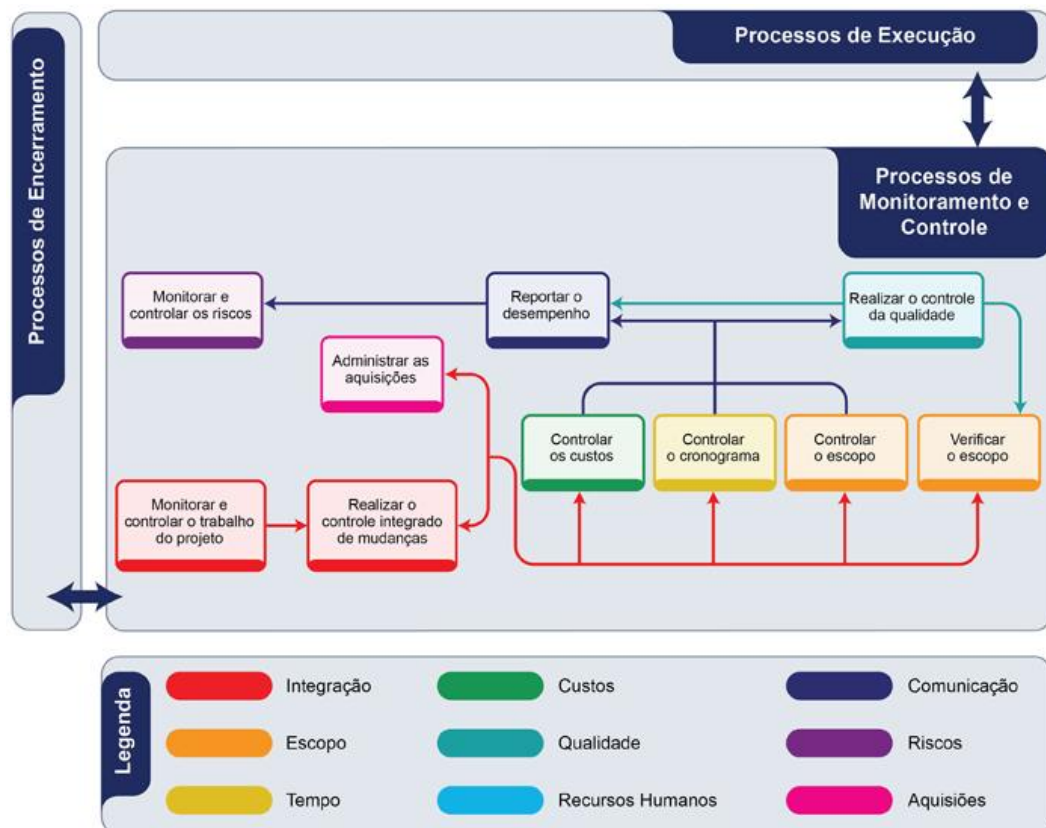 Processos de Execução
Processos de Encerramento
Processos de
Monitoramento e
Controle
Monitorar e
controlar os riscos
Reportar o
desempenho
Realizar o controle
da qualidade
Administrar as
aquisições
Controlar
os custos
Controlar
o cronograma
Controlar
o escopo
Verificar
o escopo
Monitorar e
controlar o trabalho
do projeto
Realizar o
controle integrado
de mudanças
Legenda
Integração
Custos
Comunicação
Escopo
Qualidade
Riscos
Tempo
Recursos Humanos
Aquisiões